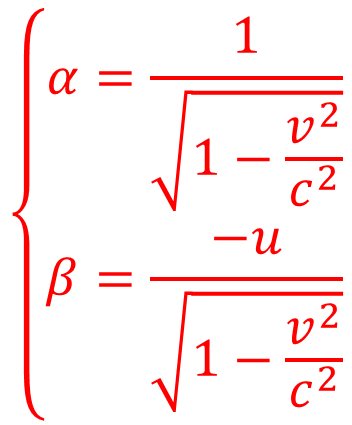 α = 1 / √(1 − v²/c²)
β = −u / √(1 − v²/c²)